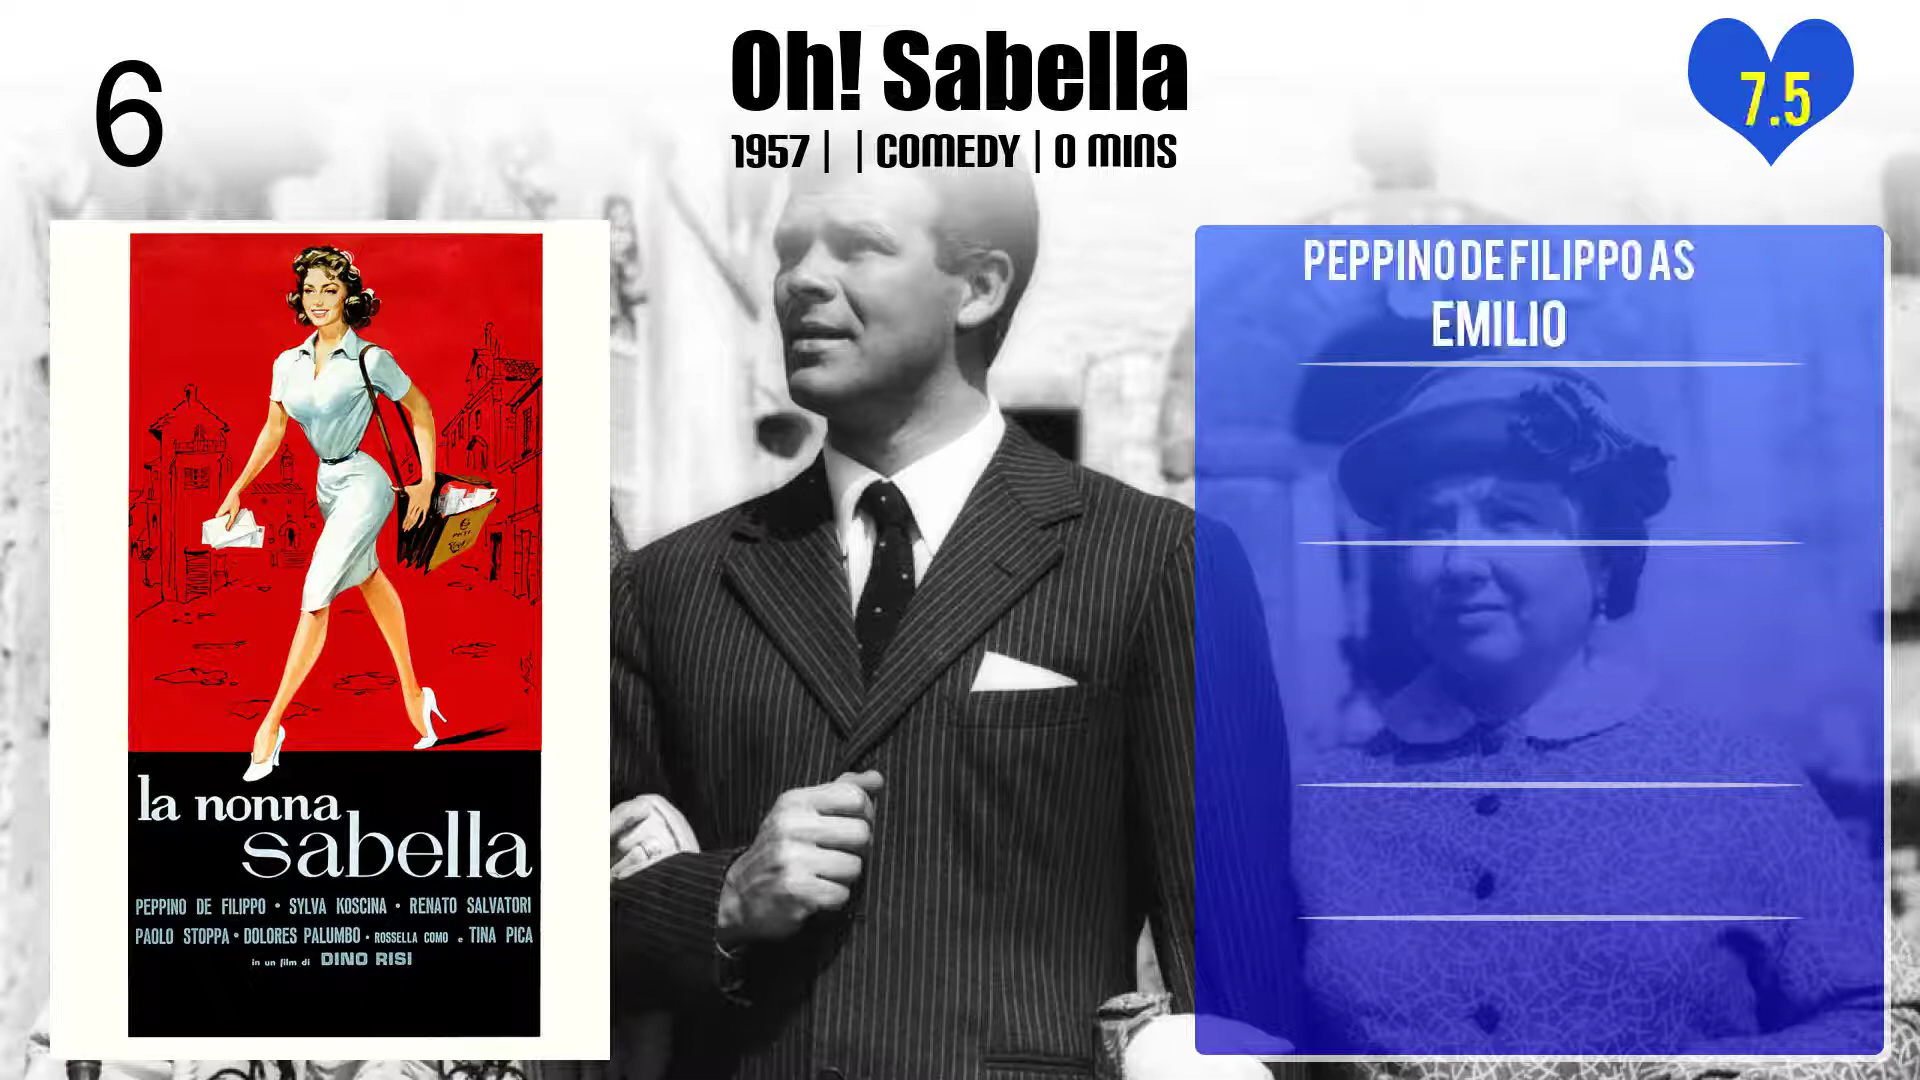 6
Oh! Sabella
1957 | | COMEDY | 0 MINS
7.5
la nonna
sabella
PEPPINO DE FILIPPO • SYLVA KOSCINA • RENATO SALVATORI
PAOLO STOPPA • DOLORES PALUMBO • ROSSELLA COMO e TINA PICA
in un film di DINO RISI
PEPPINO DE FILIPPO AS
EMILIO